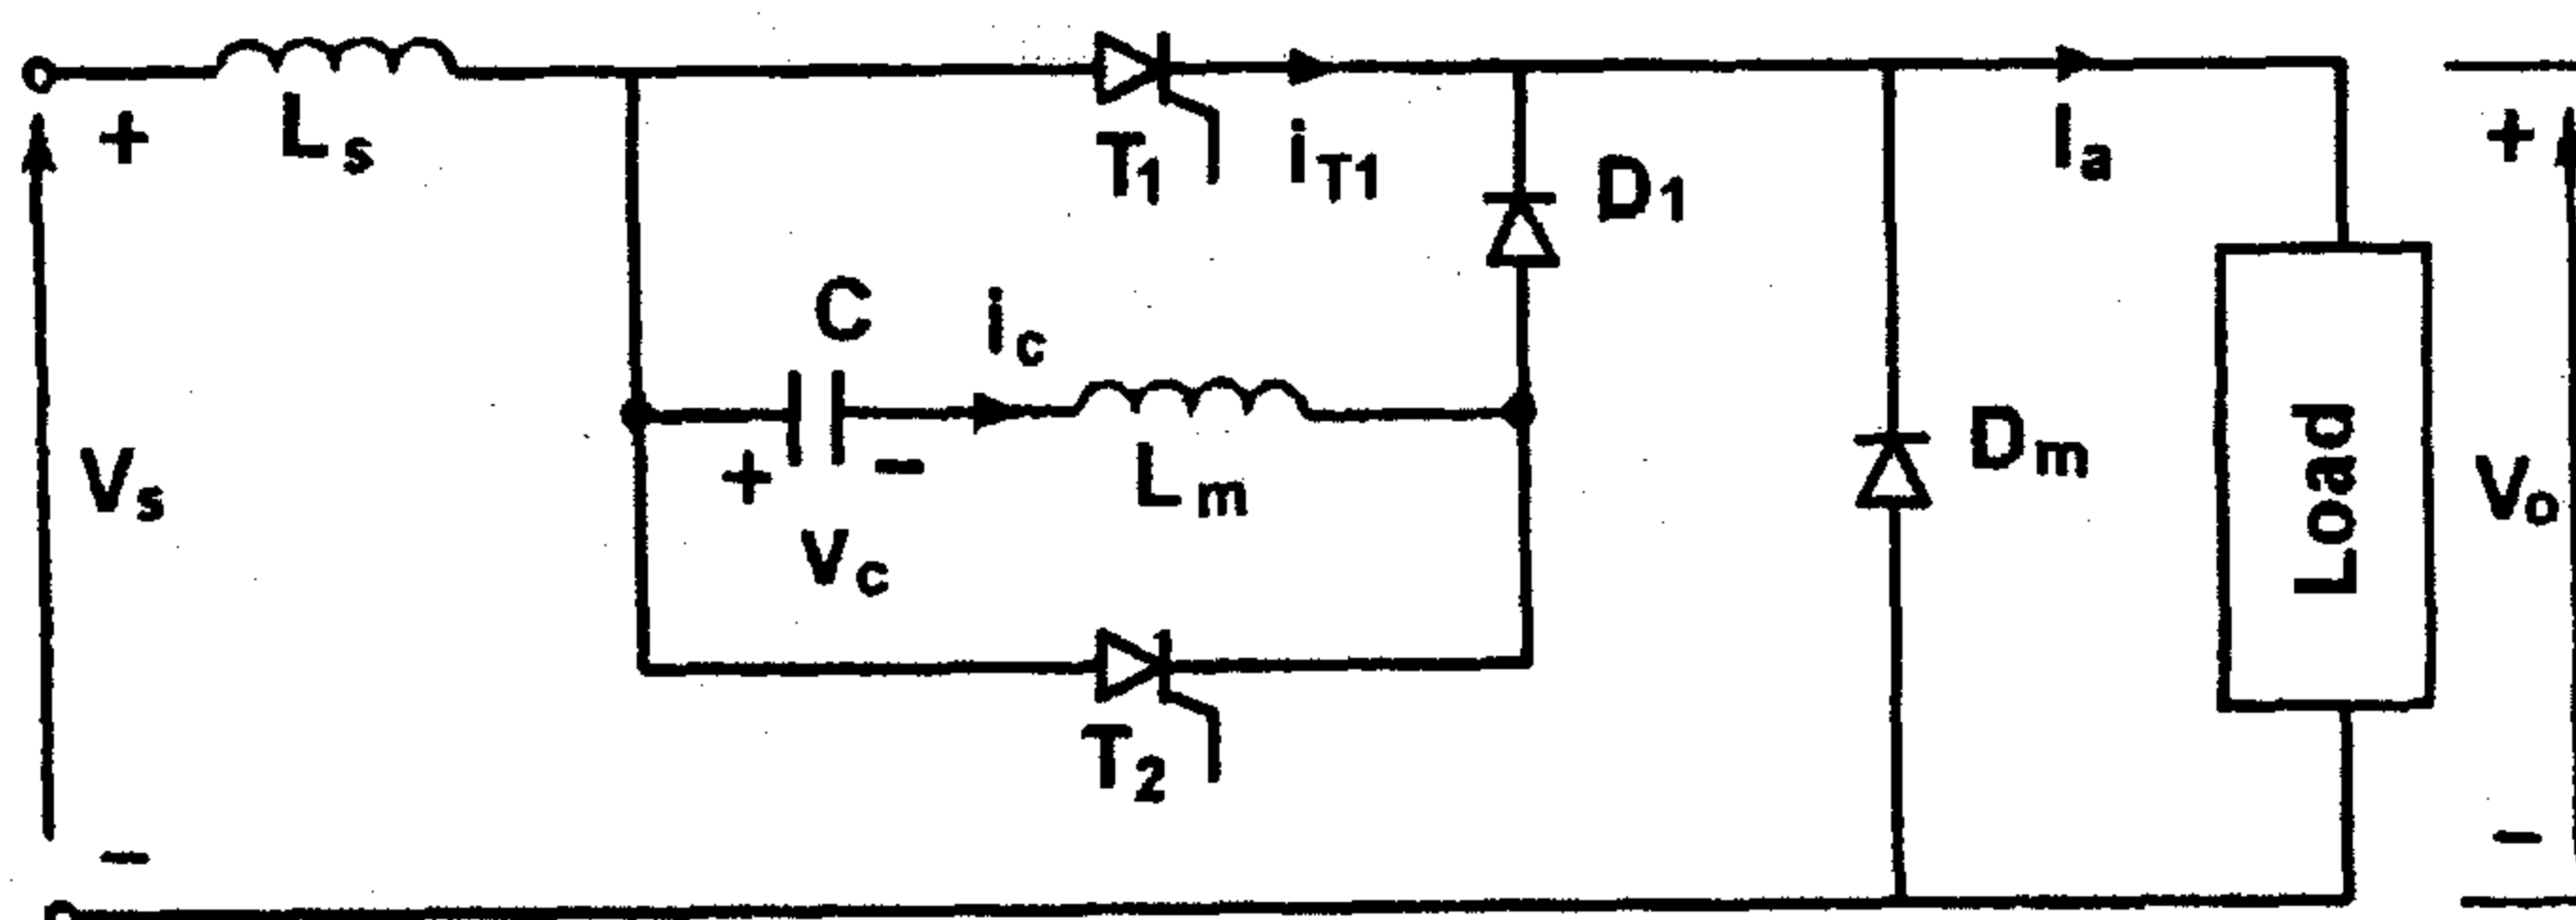 +
Ls
T1
iT1
Ia
+
D1
C
ic
Vs
+
−
Lm
Dm
Load
Vo
Vc
T2
−
−